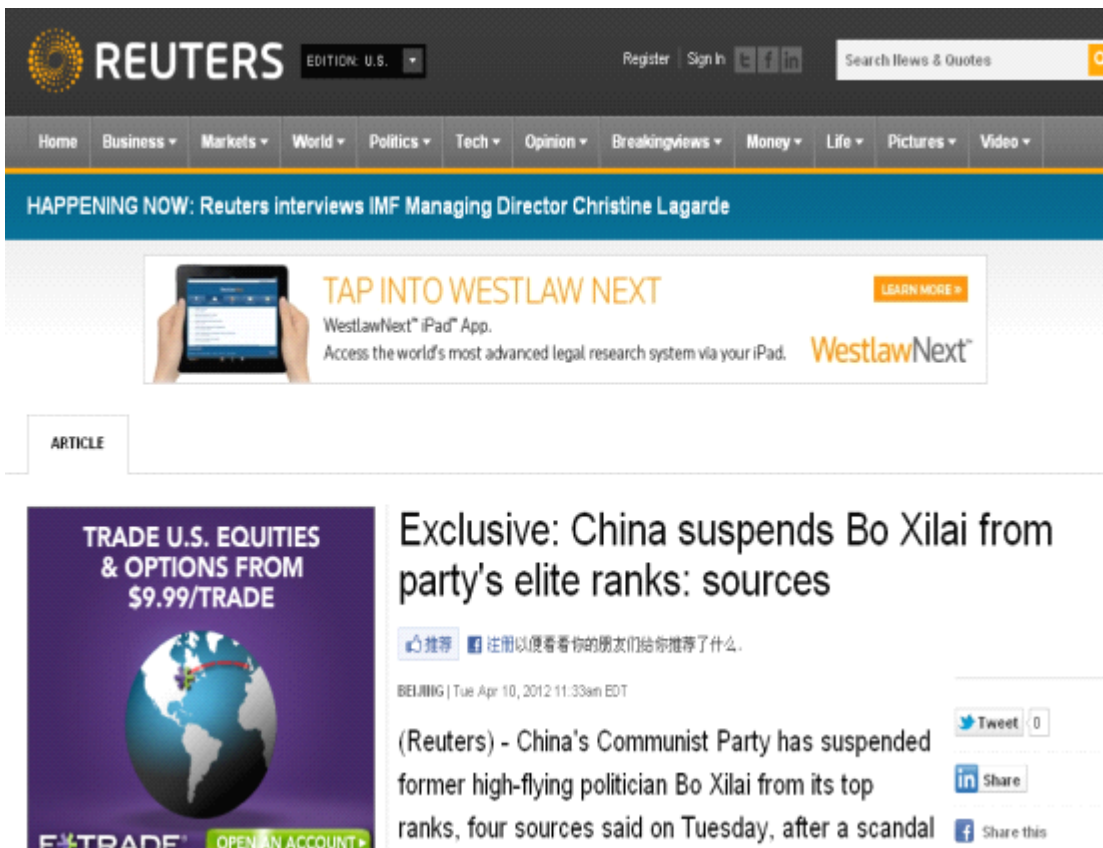 REUTERS EDITION: U.S. Register Sign In Search News & Quotes
Home Business Markets World Politics Tech Opinion Breakingviews Money Life Pictures Video
HAPPENING NOW: Reuters interviews IMF Managing Director Christine Lagarde
TAP INTO WESTLAW NEXT
LEARN MORE »
WestlawNext™ iPad™ App.
Access the world's most advanced legal research system via your iPad.
WestlawNext™
ARTICLE
TRADE U.S. EQUITIES
& OPTIONS FROM
$9.99/TRADE
E*TRADE® OPEN AN ACCOUNT
Exclusive: China suspends Bo Xilai from
party's elite ranks: sources
推荐 注册以便看看你的朋友们给你推荐了什么.
BEIJING | Tue Apr 10, 2012 11:33am EDT
(Reuters) - China's Communist Party has suspended
former high-flying politician Bo Xilai from its top
ranks, four sources said on Tuesday, after a scandal
Tweet 0
in Share
Share this